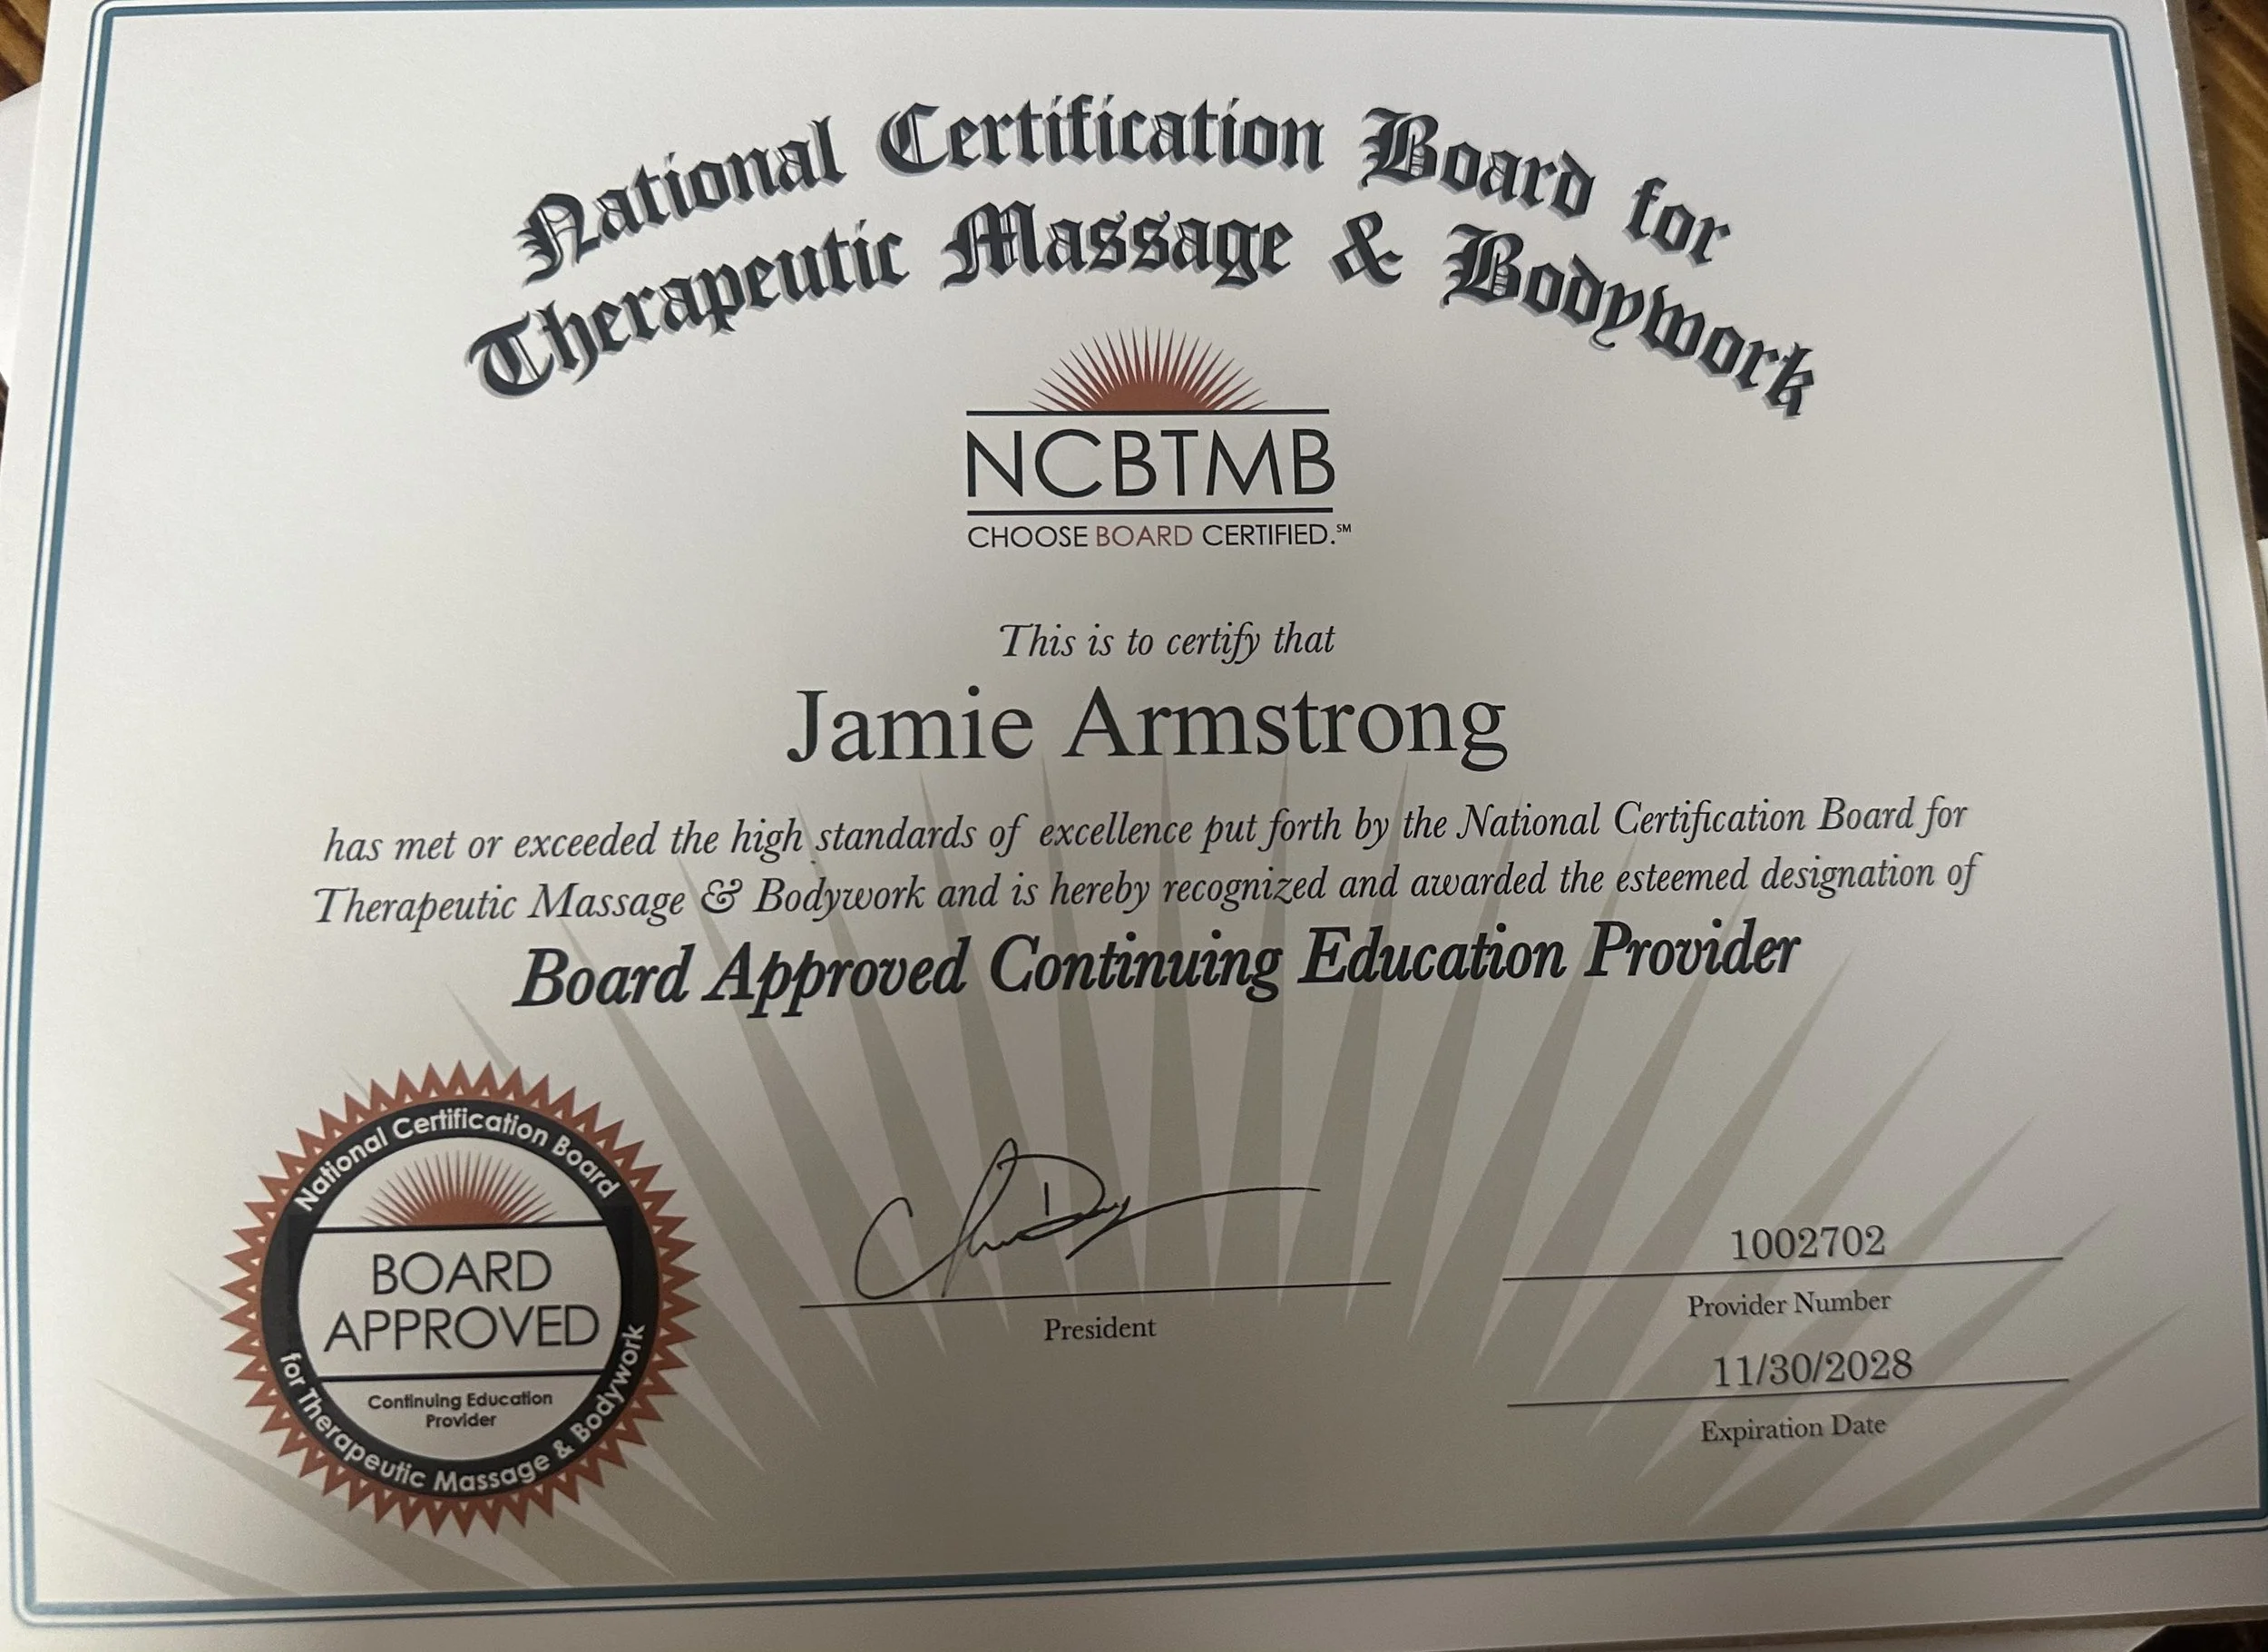 National Certification Board for
Therapeutic Massage & Bodywork
NCBTMB
CHOOSE BOARD CERTIFIED.℠
This is to certify that
Jamie Armstrong
has met or exceeded the high standards of excellence put forth by the National Certification Board for
Therapeutic Massage & Bodywork and is hereby recognized and awarded the esteemed designation of
Board Approved Continuing Education Provider
National Certification Board
BOARD
APPROVED
Continuing Education
Provider
for Therapeutic Massage & Bodywork
President
1002702
Provider Number
11/30/2028
Expiration Date